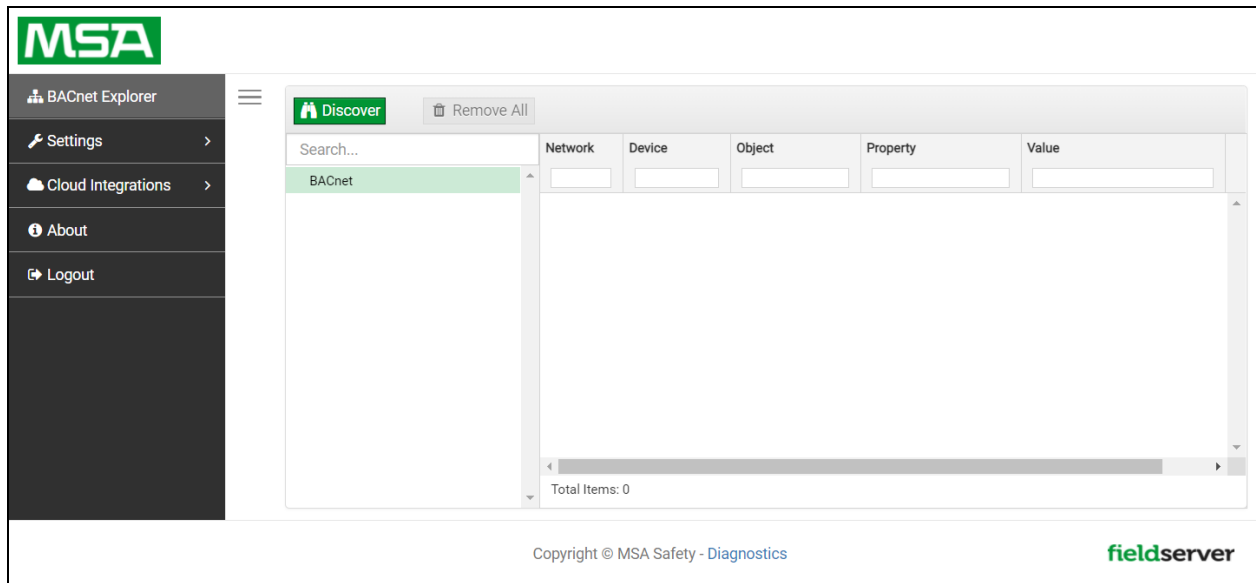 MSA
BACnet Explorer
Settings
Cloud Integrations
About
Logout
Discover
Remove All
Search...
BACnet
Network Device Object Property Value
Total Items: 0
Copyright © MSA Safety - Diagnostics
fieldserver